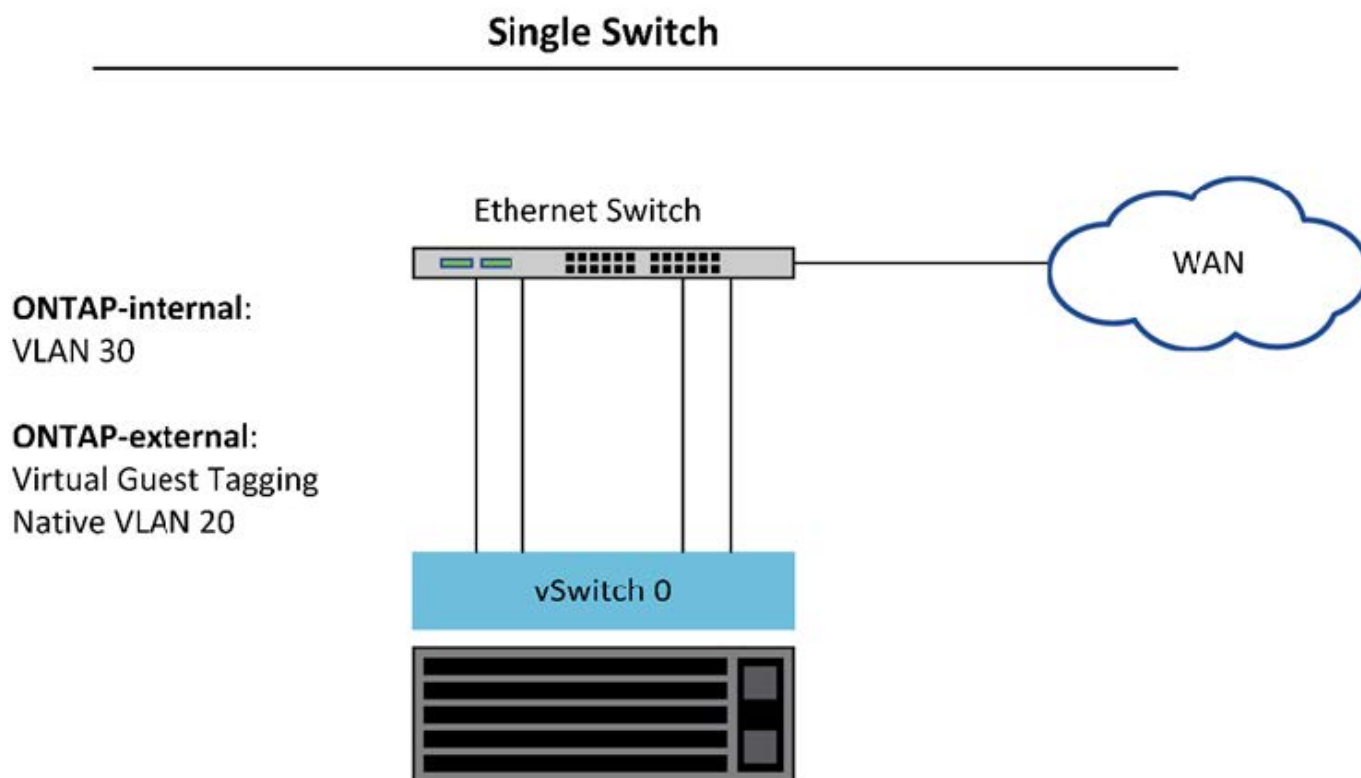 Single Switch
Ethernet Switch
WAN
ONTAP-internal:
VLAN 30
ONTAP-external:
Virtual Guest Tagging
Native VLAN 20
vSwitch 0